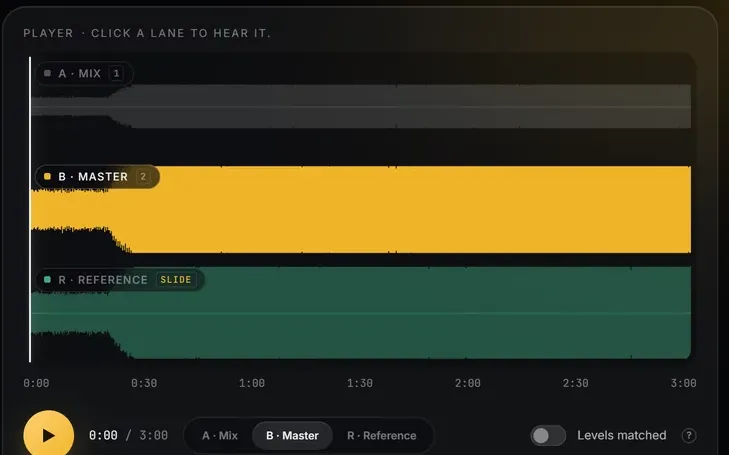 PLAYER · CLICK A LANE TO HEAR IT.
A · MIX 1
B · MASTER 2
R · REFERENCE SLIDE
0:00 0:30 1:00 1:30 2:00 2:30 3:00
0:00 / 3:00 A · Mix B · Master R · Reference Levels matched ?